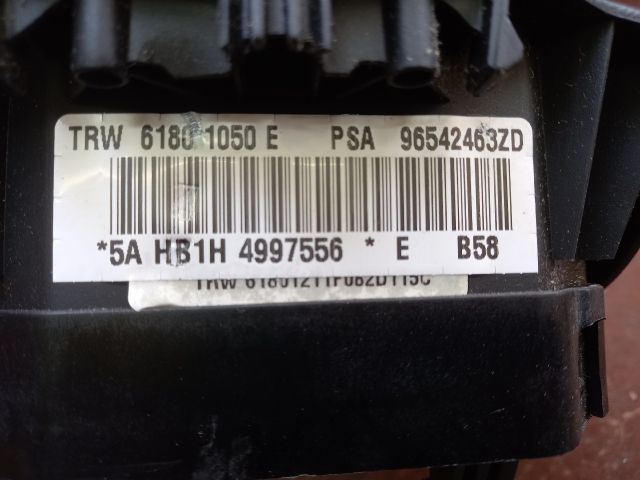 TRW 6180 1050 E PSA 96542463ZD
*5A HB1H 4997556 * E B58